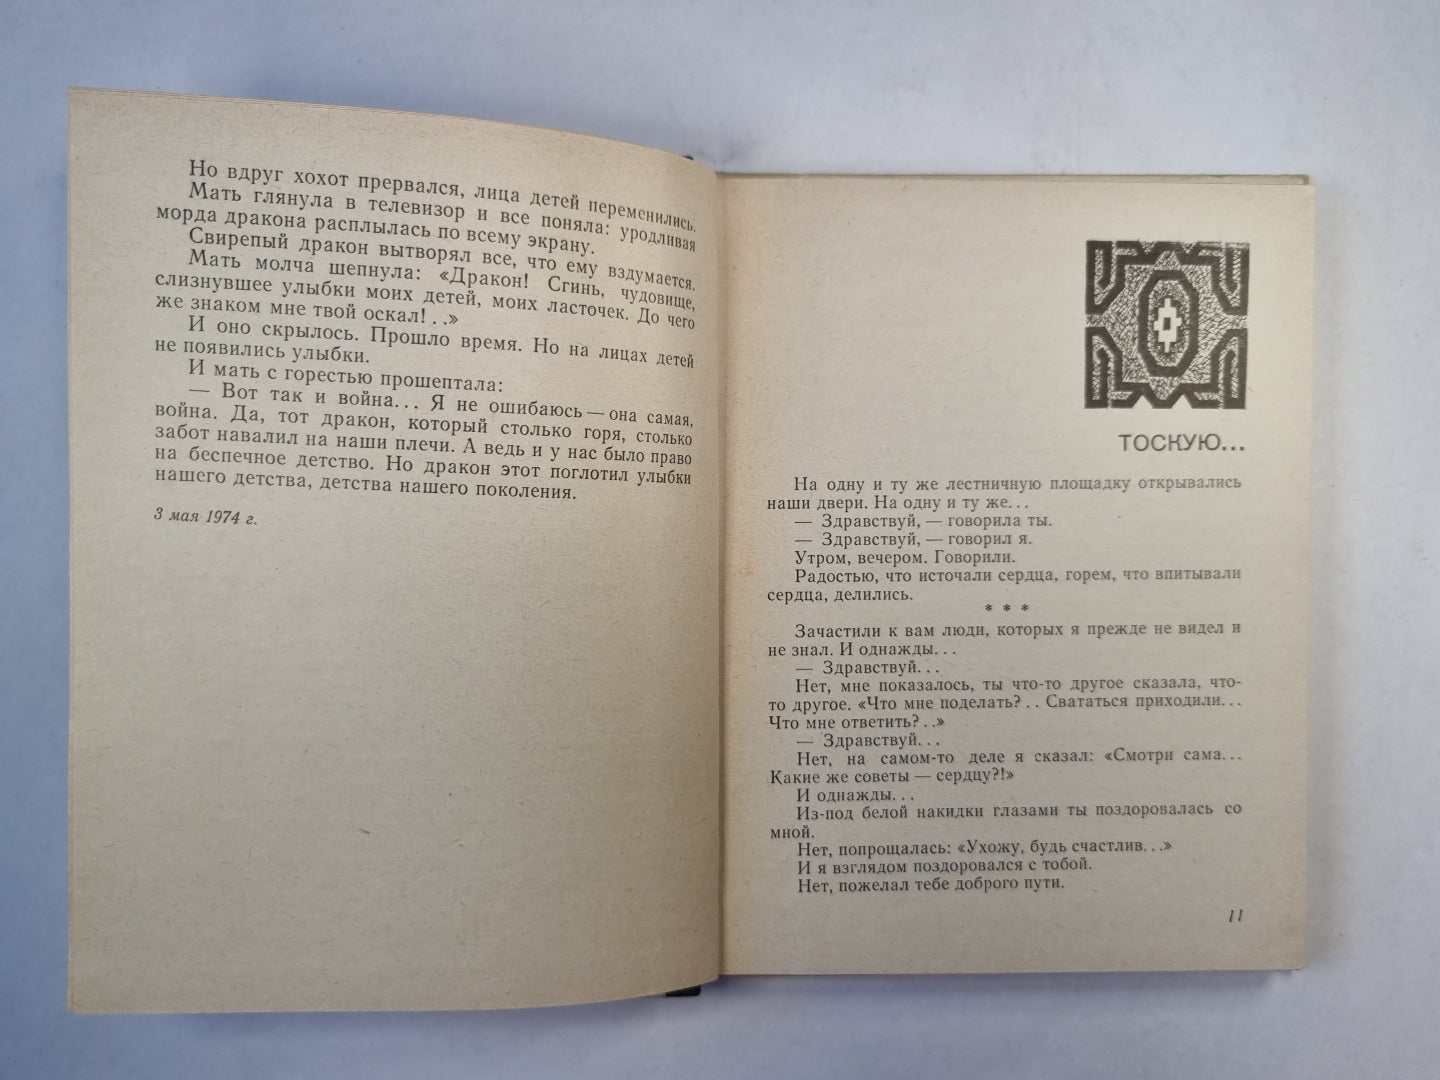 Но вдруг хохот прервался, лица детей переменились.
Мать глянула в телевизор и все поняла: уродливая
морда дракона расплылась по всему экрану.
Свирепый дракон вытворял все, что ему вздумается.
Мать молча шепнула: «Дракон! Сгинь, чудовище,
слизнувшее улыбки моих детей, моих ласточек. До чего
же знаком мне твой оскал!..»
И оно скрылось. Прошло время. Но на лицах детей
не появились улыбки.
И мать с горестью прошептала:
— Вот так и война... Я не ошибаюсь — она самая,
война. Да, тот дракон, который столько горя, столько
забот навалил на наши плечи. А ведь и у нас было право
на беспечное детство. Но дракон этот поглотил улыбки
нашего детства, детства нашего поколения.
3 мая 1974 г.
ТОСКУЮ...
На одну и ту же лестничную площадку открывались
наши двери. На одну и ту же...
— Здравствуй, — говорила ты.
— Здравствуй, — говорил я.
Утром, вечером. Говорили.
Радостью, что источали сердца, горем, что впитывали
сердца, делились.
* * *
Зачастили к вам люди, которых я прежде не видел и
не знал. И однажды...
— Здравствуй...
Нет, мне показалось, ты что-то другое сказала, что-
то другое. «Что мне поделать?.. Свататься приходили...
Что мне ответить?..»
— Здравствуй...
Нет, на самом-то деле я сказал: «Смотри сама...
Какие же советы — сердцу?!»
И однажды...
Из-под белой накидки глазами ты поздоровалась со
мной.
Нет, попрощалась: «Ухожу, будь счастлив...»
И я взглядом поздоровался с тобой.
Нет, пожелал тебе доброго пути.
11